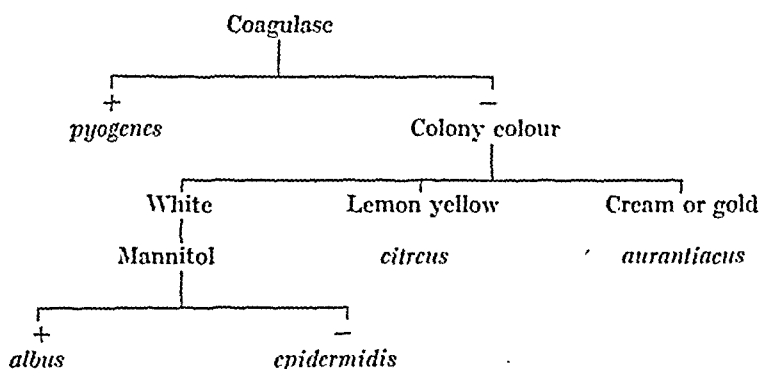 Coagulase
+ −
pyogenes Colony colour
White Lemon yellow Cream or gold
Mannitol citreus aurantiacus
+ −
albus epidermidis